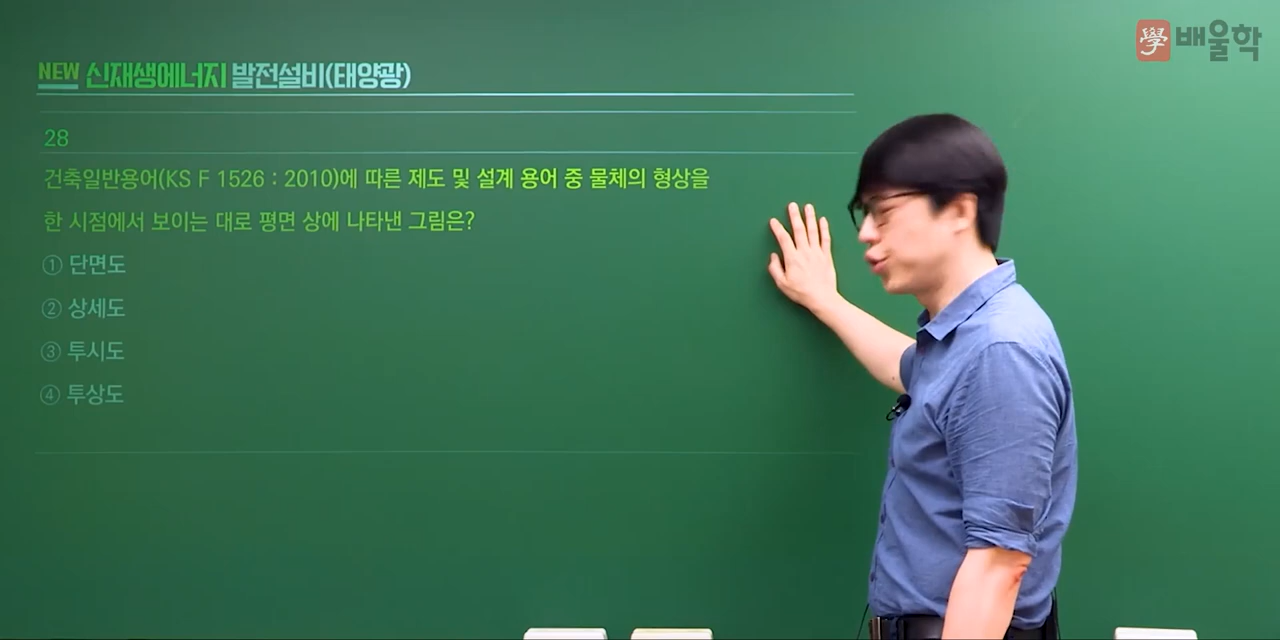 學 배울학
NEW 신재생에너지 발전설비(태양광)
28
건축일반용어(KS F 1526 : 2010)에 따른 제도 및 설계 용어 중 물체의 형상을
한 시점에서 보이는 대로 평면 상에 나타낸 그림은?
① 단면도
② 상세도
③ 투시도
④ 투상도